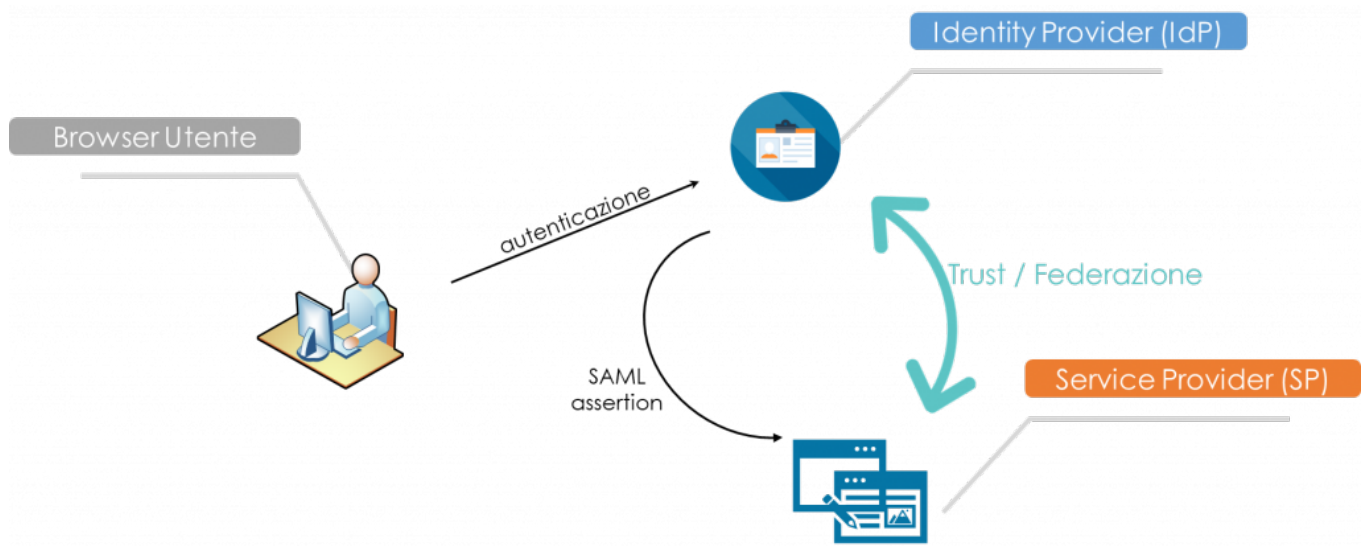 Identity Provider (IdP)
Browser Utente
autenticazione
Trust / Federazione
SAML
assertion
Service Provider (SP)